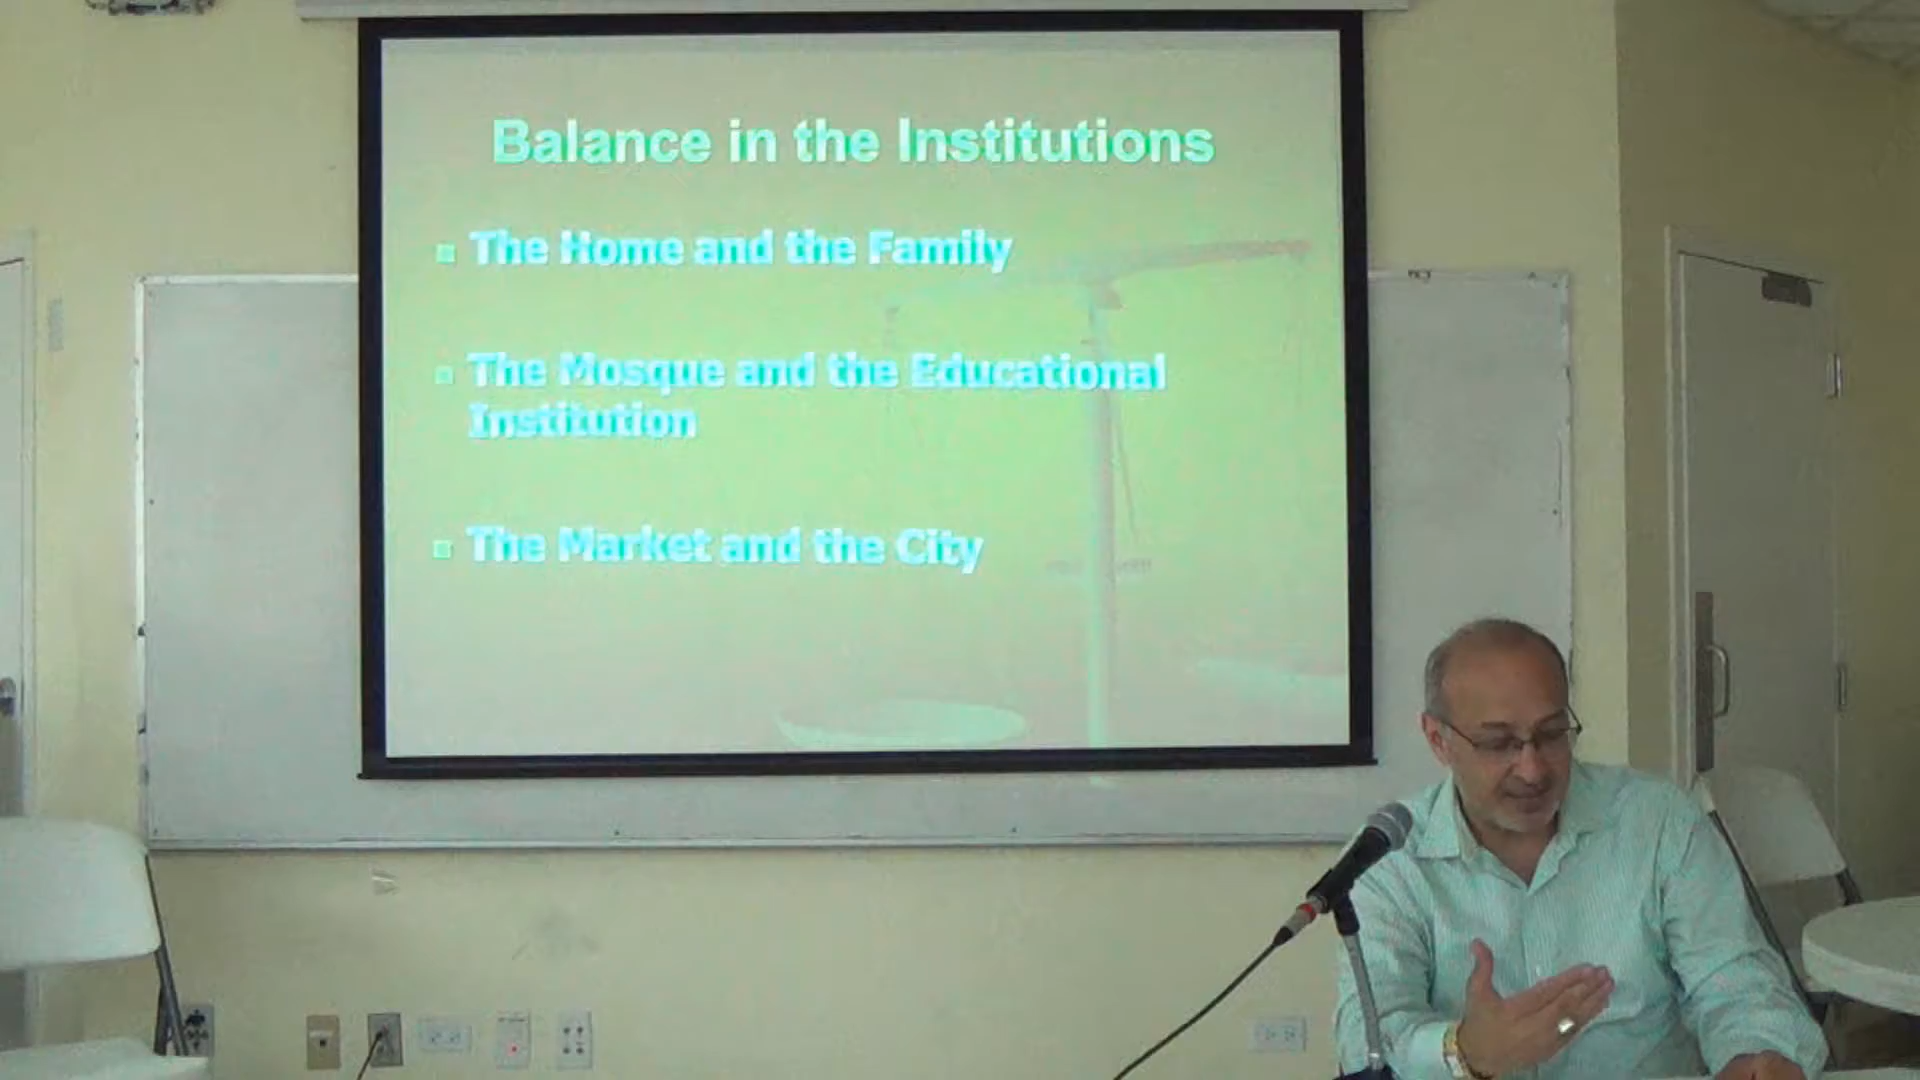 Balance in the Institutions
The Home and the Family
The Mosque and the Educational
Institution
The Market and the City